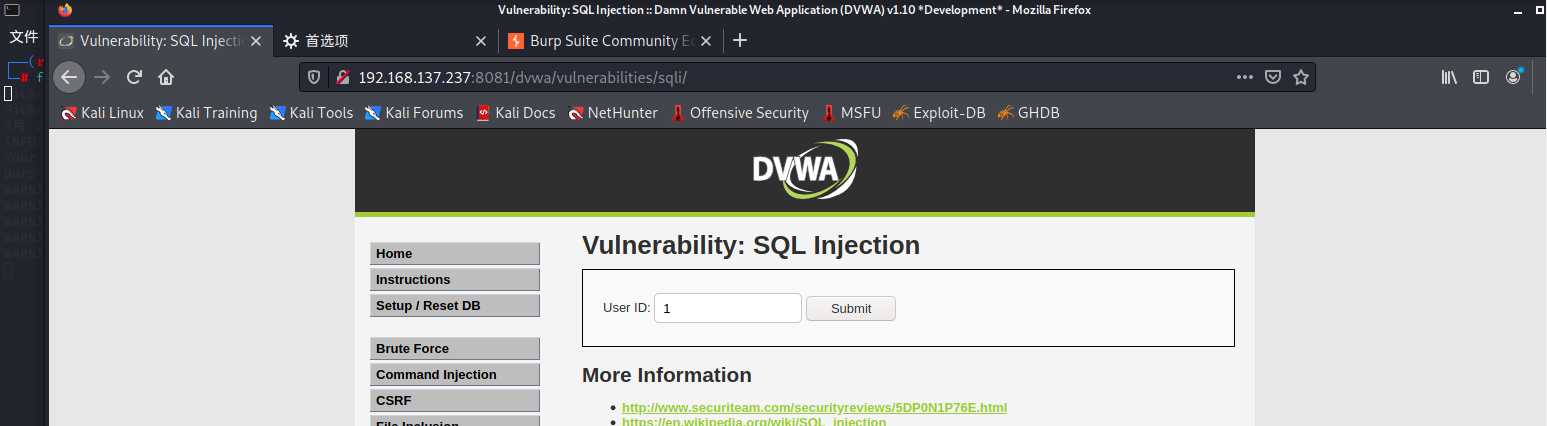 Vulnerability: SQL Injection :: Damn Vulnerable Web Application (DVWA) v1.10 *Development* - Mozilla Firefox
文件
Vulnerability: SQL Injecti
首选项
Burp Suite Community Ed
192.168.137.237:8081/dvwa/vulnerabilities/sqli/
Kali Linux Kali Training Kali Tools Kali Forums Kali Docs NetHunter Offensive Security MSFU Exploit-DB GHDB
DVWA
Vulnerability: SQL Injection
Home
Instructions
Setup / Reset DB
Brute Force
Command Injection
CSRF
File Inclusion
User ID: 1 Submit
More Information
http://www.securiteam.com/securityreviews/5DP0N1P76E.html
https://en.wikipedia.org/wiki/SQL_injection